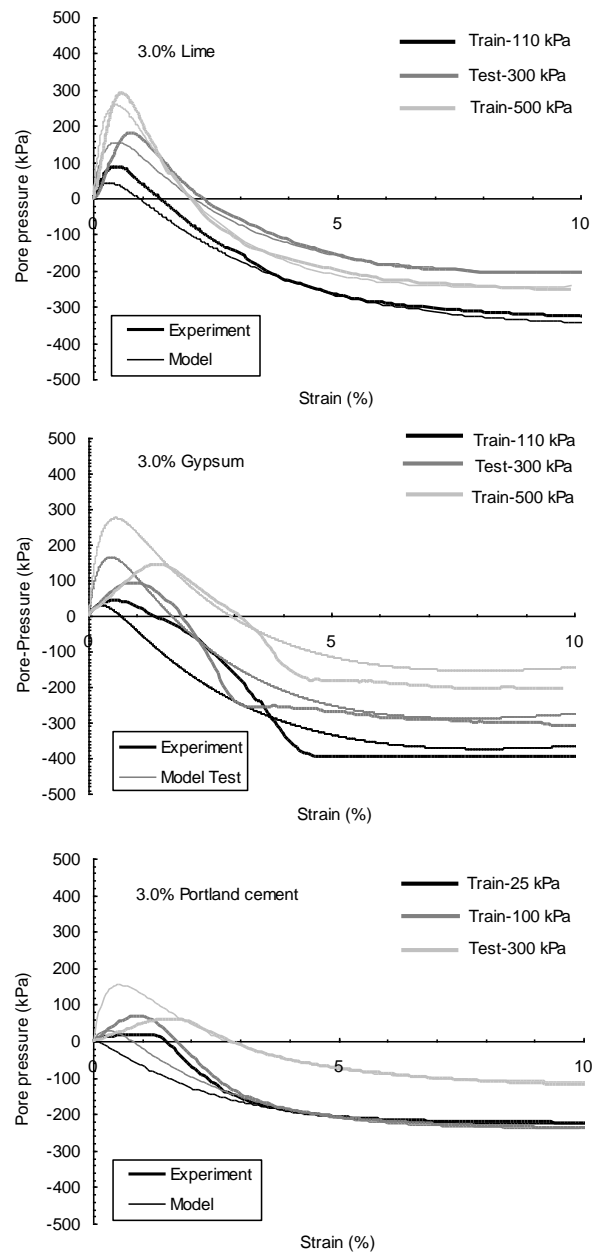 500
400
300
200
100
0
-100
-200
-300
-400
-500
Pore pressure (kPa)
3.0% Lime
Train-110 kPa
Test-300 kPa
Train-500 kPa
0
5
10
Experiment
Model
Strain (%)
500
400
300
200
100
0
-100
-200
-300
-400
-500
Pore-Pressure (kPa)
3.0% Gypsum
Train-110 kPa
Test-300 kPa
Train-500 kPa
0
5
10
Experiment
Model Test
Strain (%)
500
400
300
200
100
0
-100
-200
-300
-400
-500
Pore pressure (kPa)
3.0% Portland cement
Train-25 kPa
Train-100 kPa
Test-300 kPa
0
5
10
Experiment
Model
Strain (%)